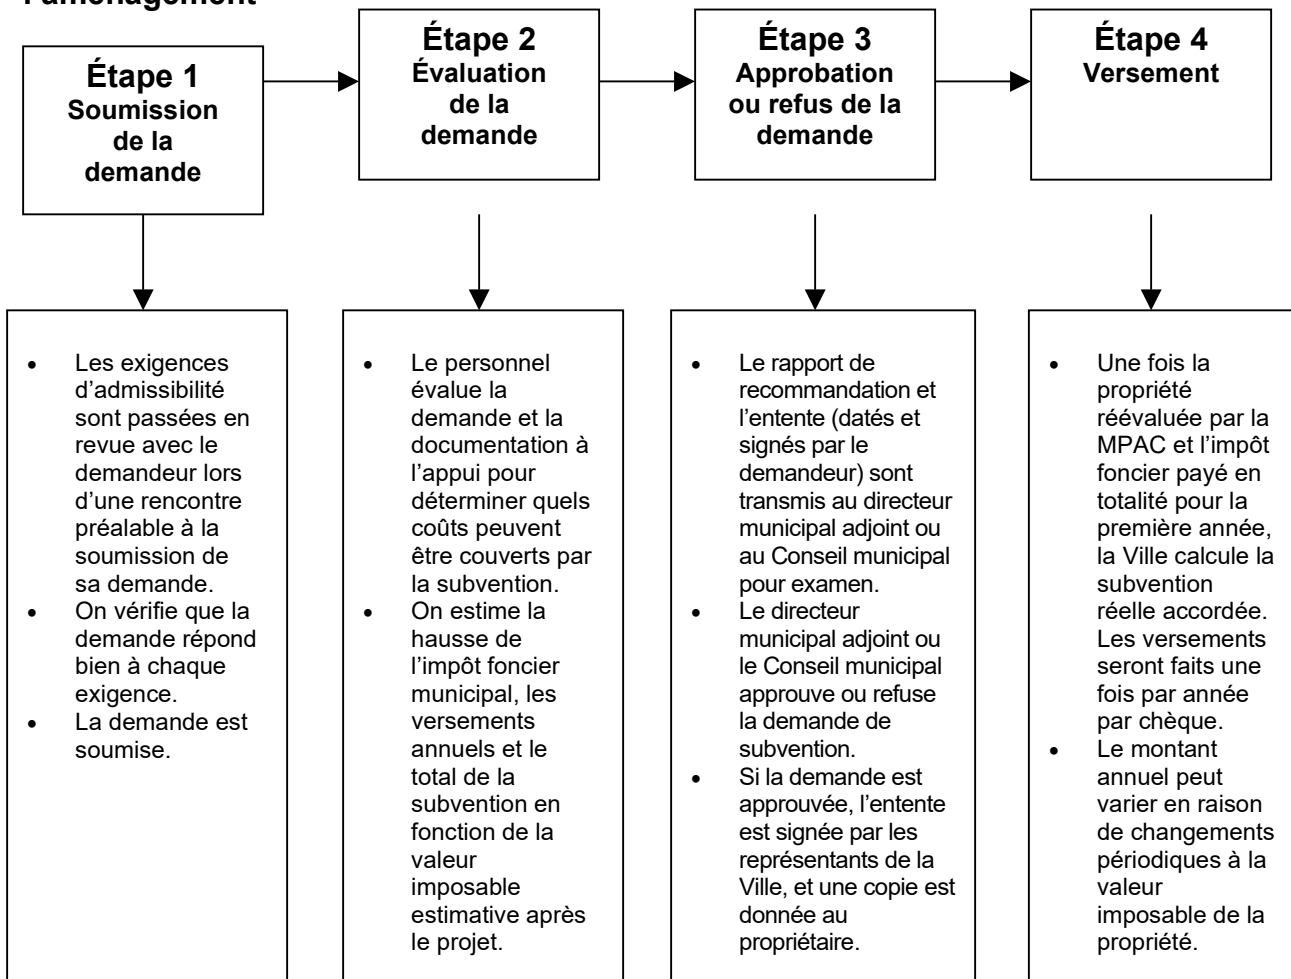 l'aménagement
Étape 1
Soumission
de la
demande
Étape 2
Évaluation
de la
demande
Étape 3
Approbation
ou refus de la
demande
Étape 4
Versement
• Les exigences
d'admissibilité
sont passées en
revue avec le
demandeur lors
d'une rencontre
préalable à la
soumission de
sa demande.
• On vérifie que la
demande répond
bien à chaque
exigence.
• La demande est
soumise.
• Le personnel
évalue la
demande et la
documentation à
l'appui pour
déterminer quels
coûts peuvent
être couverts par
la subvention.
• On estime la
hausse de
l'impôt foncier
municipal, les
versements
annuels et le
total de la
subvention en
fonction de la
valeur
imposable
estimative après
le projet.
• Le rapport de
recommandation et
l'entente (datés et
signés par le
demandeur) sont
transmis au directeur
municipal adjoint ou
au Conseil municipal
pour examen.
• Le directeur
municipal adjoint ou
le Conseil municipal
approuve ou refuse
la demande de
subvention.
• Si la demande est
approuvée, l'entente
est signée par les
représentants de la
Ville, et une copie est
donnée au
propriétaire.
• Une fois la
propriété
réévaluée par la
MPAC et l'impôt
foncier payé en
totalité pour la
première année,
la Ville calcule la
subvention
réelle accordée.
Les versements
seront faits une
fois par année
par chèque.
• Le montant
annuel peut
varier en raison
de changements
périodiques à la
valeur
imposable de la
propriété.